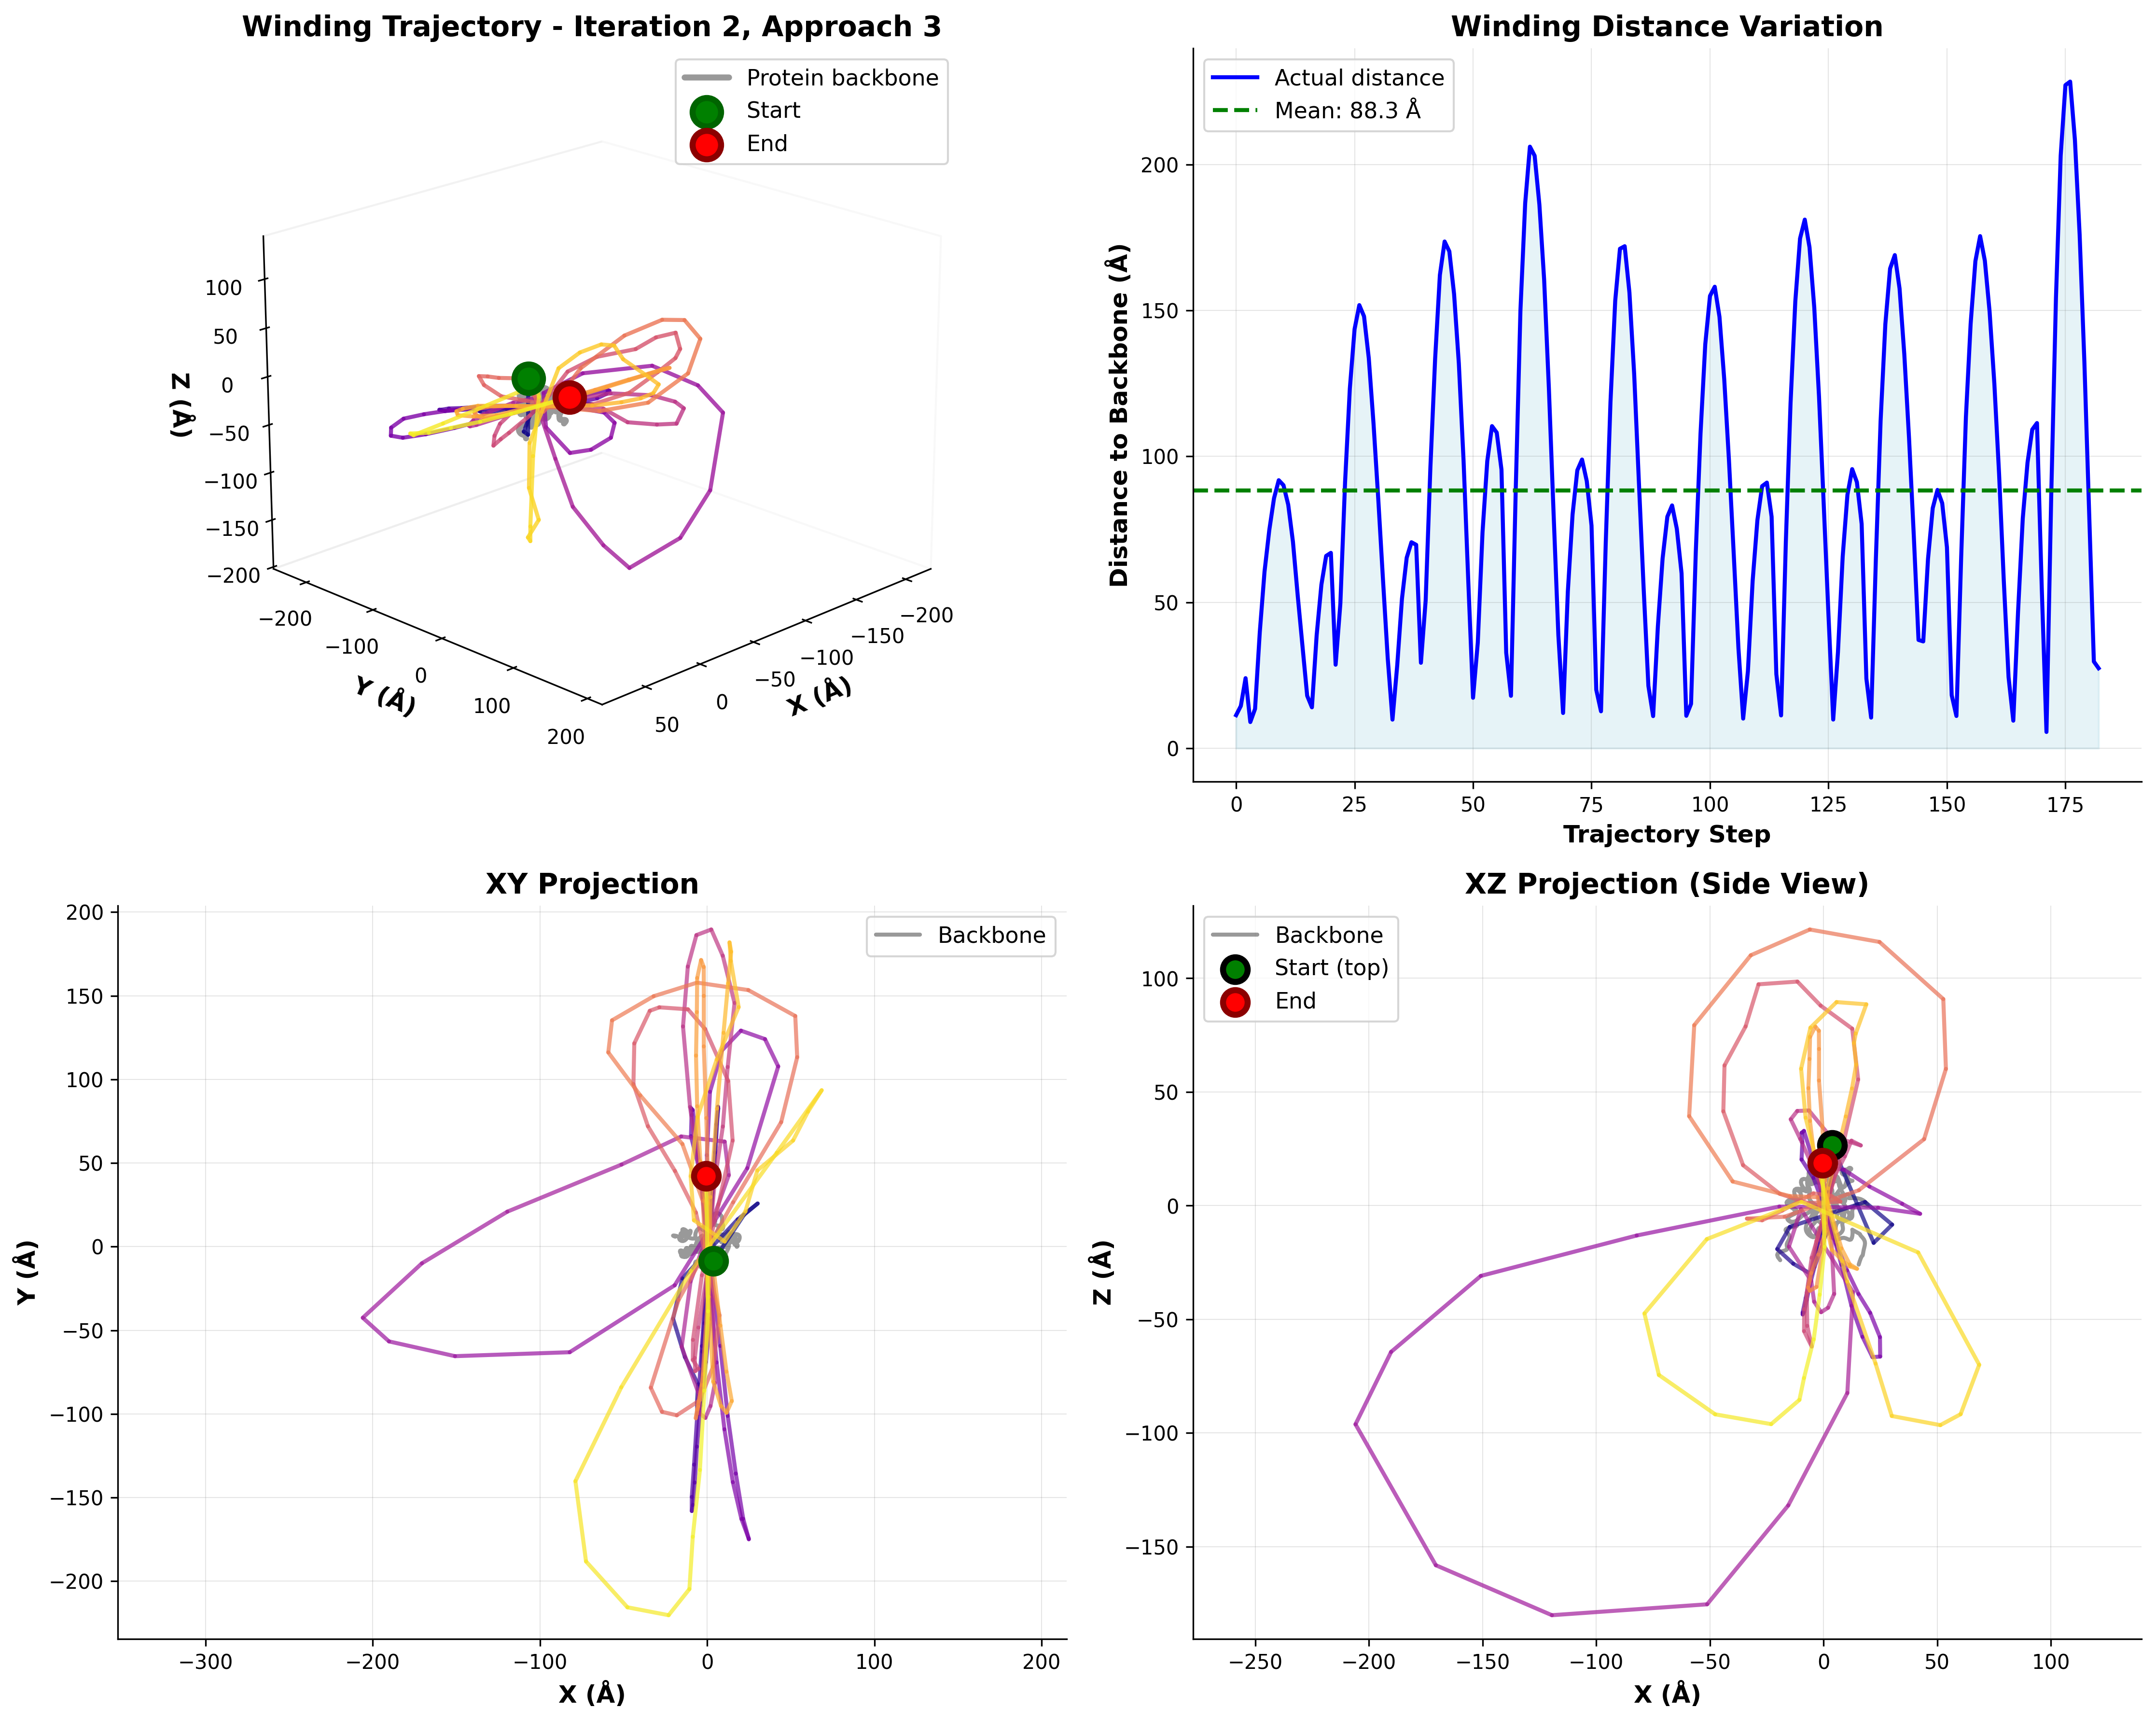 Winding Trajectory - Iteration 2, Approach 3
Protein backbone
Start
End
100
50
0
−50
−100
−150
−200
Z (Å)
−200
−100
0
100
200
Y (Å)
50
0
−50
−100
−150
−200
X (Å)
Winding Distance Variation
Actual distance
Mean: 88.3 Å
200
150
100
50
0
Distance to Backbone (Å)
0 25 50 75 100 125 150 175
Trajectory Step
XY Projection
Backbone
200
150
100
50
0
−50
−100
−150
−200
Y (Å)
−300 −200 −100 0 100 200
X (Å)
XZ Projection (Side View)
Backbone
Start (top)
End
100
50
0
−50
−100
−150
Z (Å)
−250 −200 −150 −100 −50 0 50 100
X (Å)